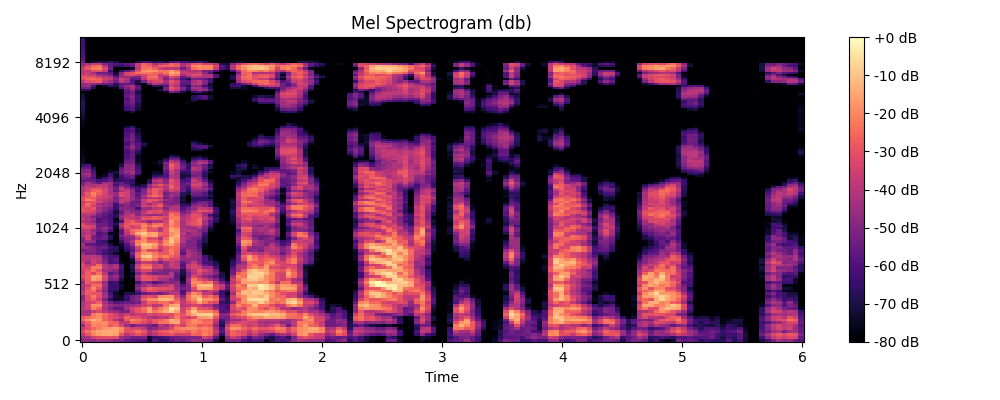 Mel Spectrogram (db)
8192
4096
2048
1024
512
0
Hz
0 1 2 3 4 5 6
Time
+0 dB
-10 dB
-20 dB
-30 dB
-40 dB
-50 dB
-60 dB
-70 dB
-80 dB